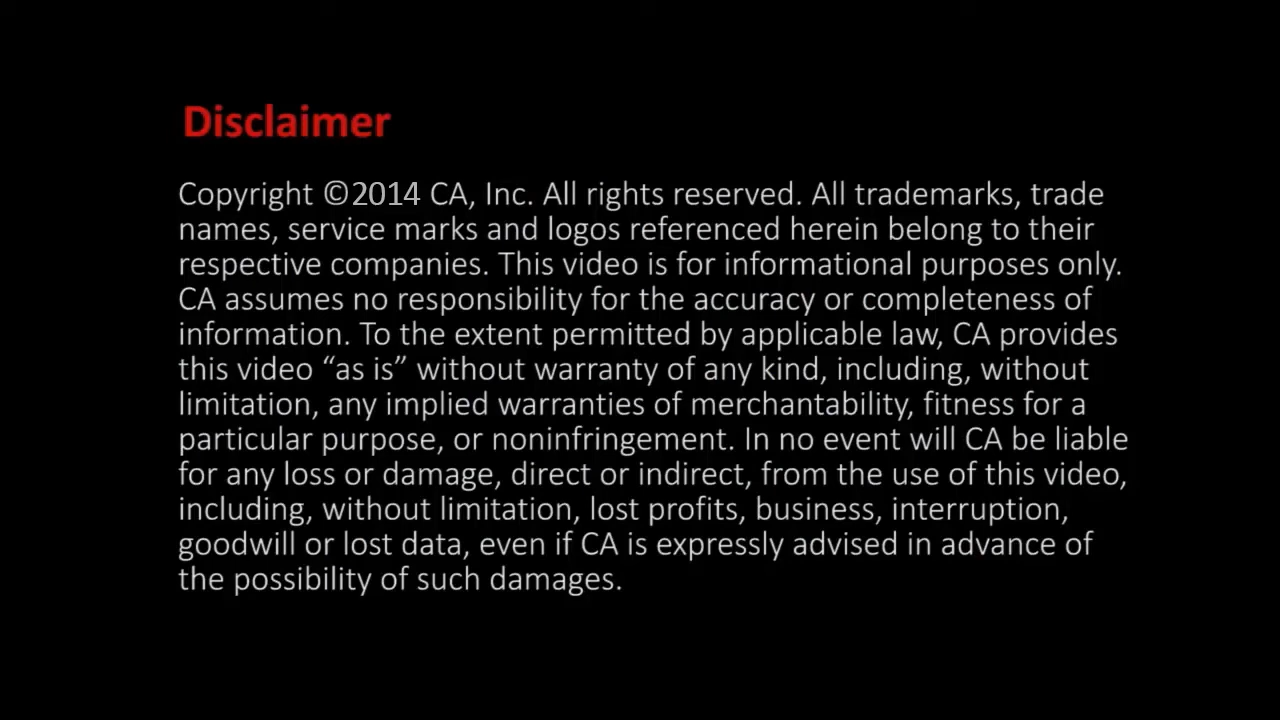 Disclaimer
Copyright ©2014 CA, Inc. All rights reserved. All trademarks, trade
names, service marks and logos referenced herein belong to their
respective companies. This video is for informational purposes only.
CA assumes no responsibility for the accuracy or completeness of
information. To the extent permitted by applicable law, CA provides
this video “as is” without warranty of any kind, including, without
limitation, any implied warranties of merchantability, fitness for a
particular purpose, or noninfringement. In no event will CA be liable
for any loss or damage, direct or indirect, from the use of this video,
including, without limitation, lost profits, business, interruption,
goodwill or lost data, even if CA is expressly advised in advance of
the possibility of such damages.